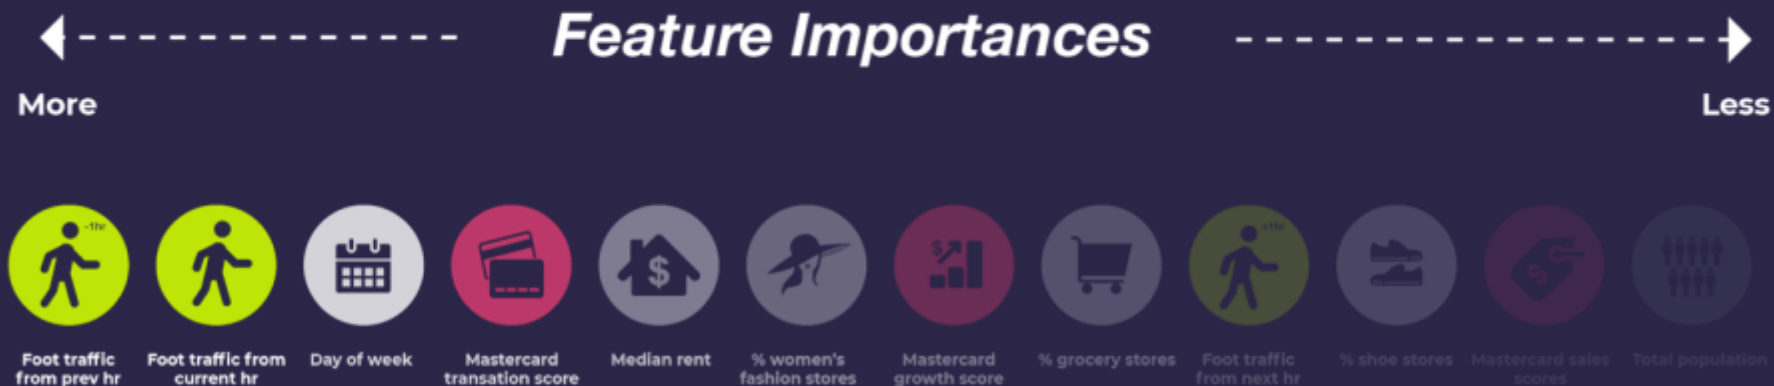 Feature Importances
More
Less
-1hr
+1hr
Foot traffic
from prev hr
Foot traffic from
current hr
Day of week
Mastercard
transation score
Median rent
% women's
fashion stores
Mastercard
growth score
% grocery stores
Foot traffic
from next hr
% shoe stores
Mastercard sales
scores
Total population